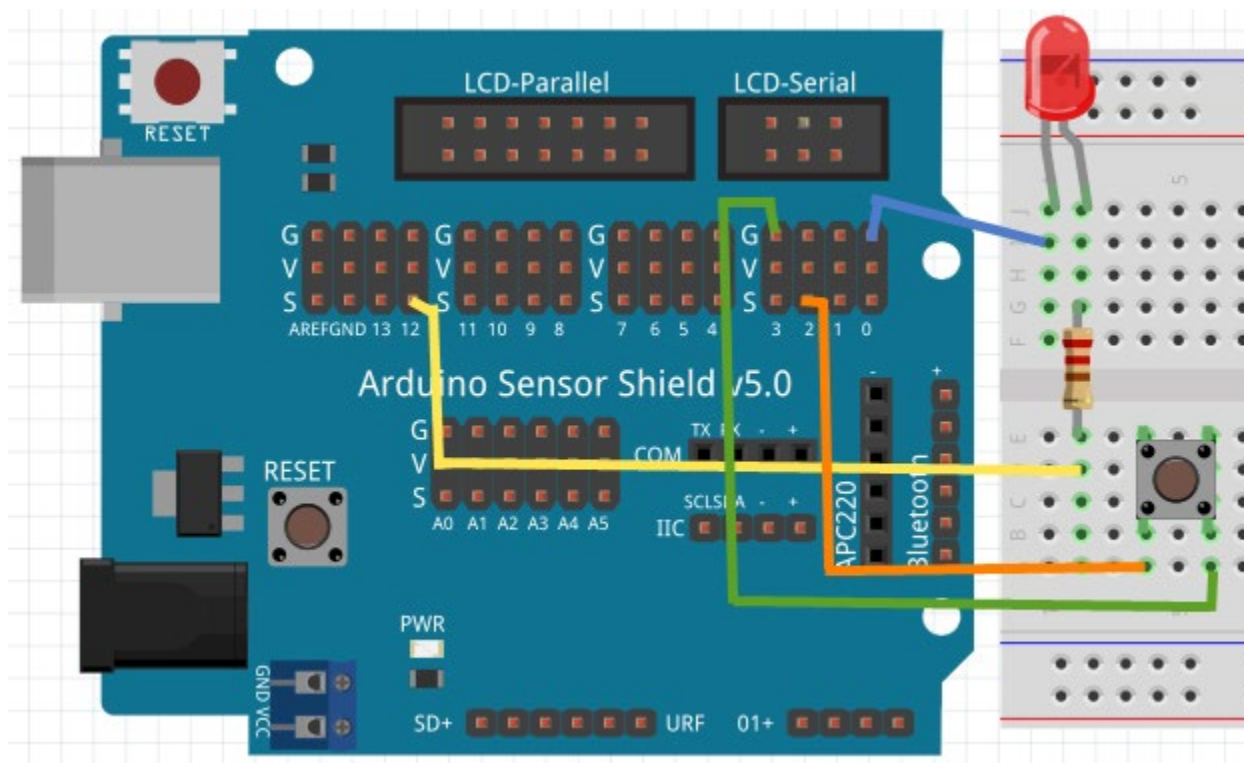 LCD-Parallel LCD-Serial
RESET
G G G G
V V V V
S S S S
AREF GND 13 12 11 10 9 8 7 6 5 4 3 2 1 0
Arduino Sensor Shield v5.0
- +
G TX RX - +
V COM
S
A0 A1 A2 A3 A4 A5
SCL SDA - +
IIC
APC220
Bluetooth
RESET
PWR
GND VCC
SD+ URF 01+
5
J
H
G
F
E
C
B